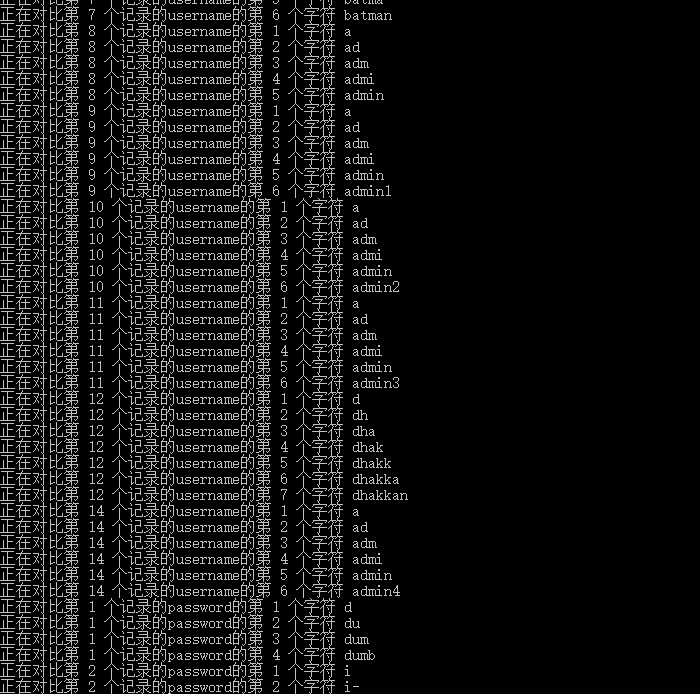 正在对比第 7 个记录的username的第 5 个字符 batma
正在对比第 7 个记录的username的第 6 个字符 batman
正在对比第 8 个记录的username的第 1 个字符 a
正在对比第 8 个记录的username的第 2 个字符 ad
正在对比第 8 个记录的username的第 3 个字符 adm
正在对比第 8 个记录的username的第 4 个字符 admi
正在对比第 8 个记录的username的第 5 个字符 admin
正在对比第 9 个记录的username的第 1 个字符 a
正在对比第 9 个记录的username的第 2 个字符 ad
正在对比第 9 个记录的username的第 3 个字符 adm
正在对比第 9 个记录的username的第 4 个字符 admi
正在对比第 9 个记录的username的第 5 个字符 admin
正在对比第 9 个记录的username的第 6 个字符 admin1
正在对比第 10 个记录的username的第 1 个字符 a
正在对比第 10 个记录的username的第 2 个字符 ad
正在对比第 10 个记录的username的第 3 个字符 adm
正在对比第 10 个记录的username的第 4 个字符 admi
正在对比第 10 个记录的username的第 5 个字符 admin
正在对比第 10 个记录的username的第 6 个字符 admin2
正在对比第 11 个记录的username的第 1 个字符 a
正在对比第 11 个记录的username的第 2 个字符 ad
正在对比第 11 个记录的username的第 3 个字符 adm
正在对比第 11 个记录的username的第 4 个字符 admi
正在对比第 11 个记录的username的第 5 个字符 admin
正在对比第 11 个记录的username的第 6 个字符 admin3
正在对比第 12 个记录的username的第 1 个字符 d
正在对比第 12 个记录的username的第 2 个字符 dh
正在对比第 12 个记录的username的第 3 个字符 dha
正在对比第 12 个记录的username的第 4 个字符 dhak
正在对比第 12 个记录的username的第 5 个字符 dhakk
正在对比第 12 个记录的username的第 6 个字符 dhakka
正在对比第 12 个记录的username的第 7 个字符 dhakkan
正在对比第 14 个记录的username的第 1 个字符 a
正在对比第 14 个记录的username的第 2 个字符 ad
正在对比第 14 个记录的username的第 3 个字符 adm
正在对比第 14 个记录的username的第 4 个字符 admi
正在对比第 14 个记录的username的第 5 个字符 admin
正在对比第 14 个记录的username的第 6 个字符 admin4
正在对比第 1 个记录的password的第 1 个字符 d
正在对比第 1 个记录的password的第 2 个字符 du
正在对比第 1 个记录的password的第 3 个字符 dum
正在对比第 1 个记录的password的第 4 个字符 dumb
正在对比第 2 个记录的password的第 1 个字符 i
正在对比第 2 个记录的password的第 2 个字符 i-